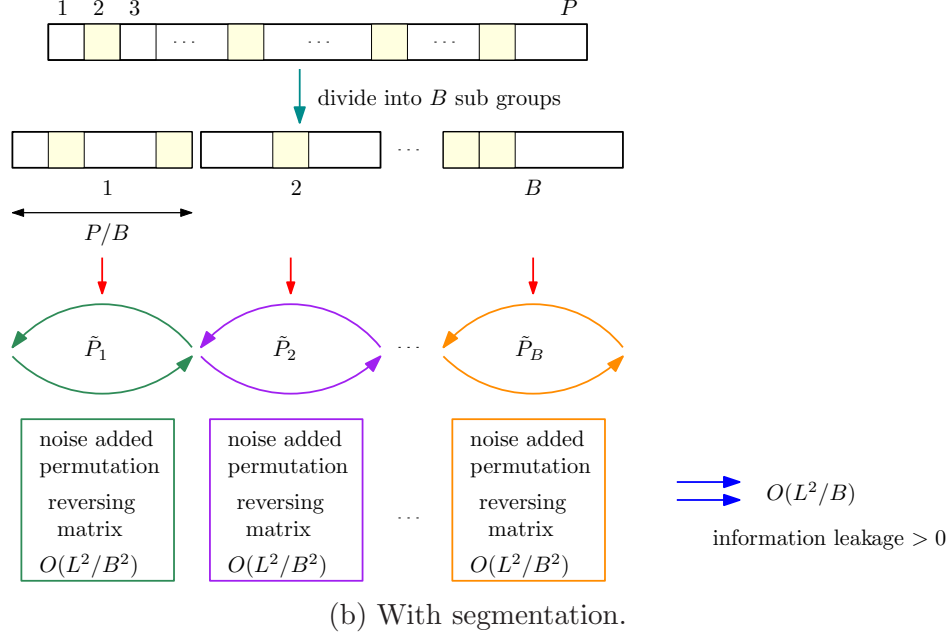 1 2 3 P
... ... ...
divide into B sub groups
...
1 2 B
P/B
P̃₁ P̃₂ ... P̃_B
noise added noise added noise added
permutation permutation permutation
reversing reversing reversing
matrix matrix ... matrix
O(L²/B²) O(L²/B²) O(L²/B²)
O(L²/B)
information leakage > 0
(b) With segmentation.